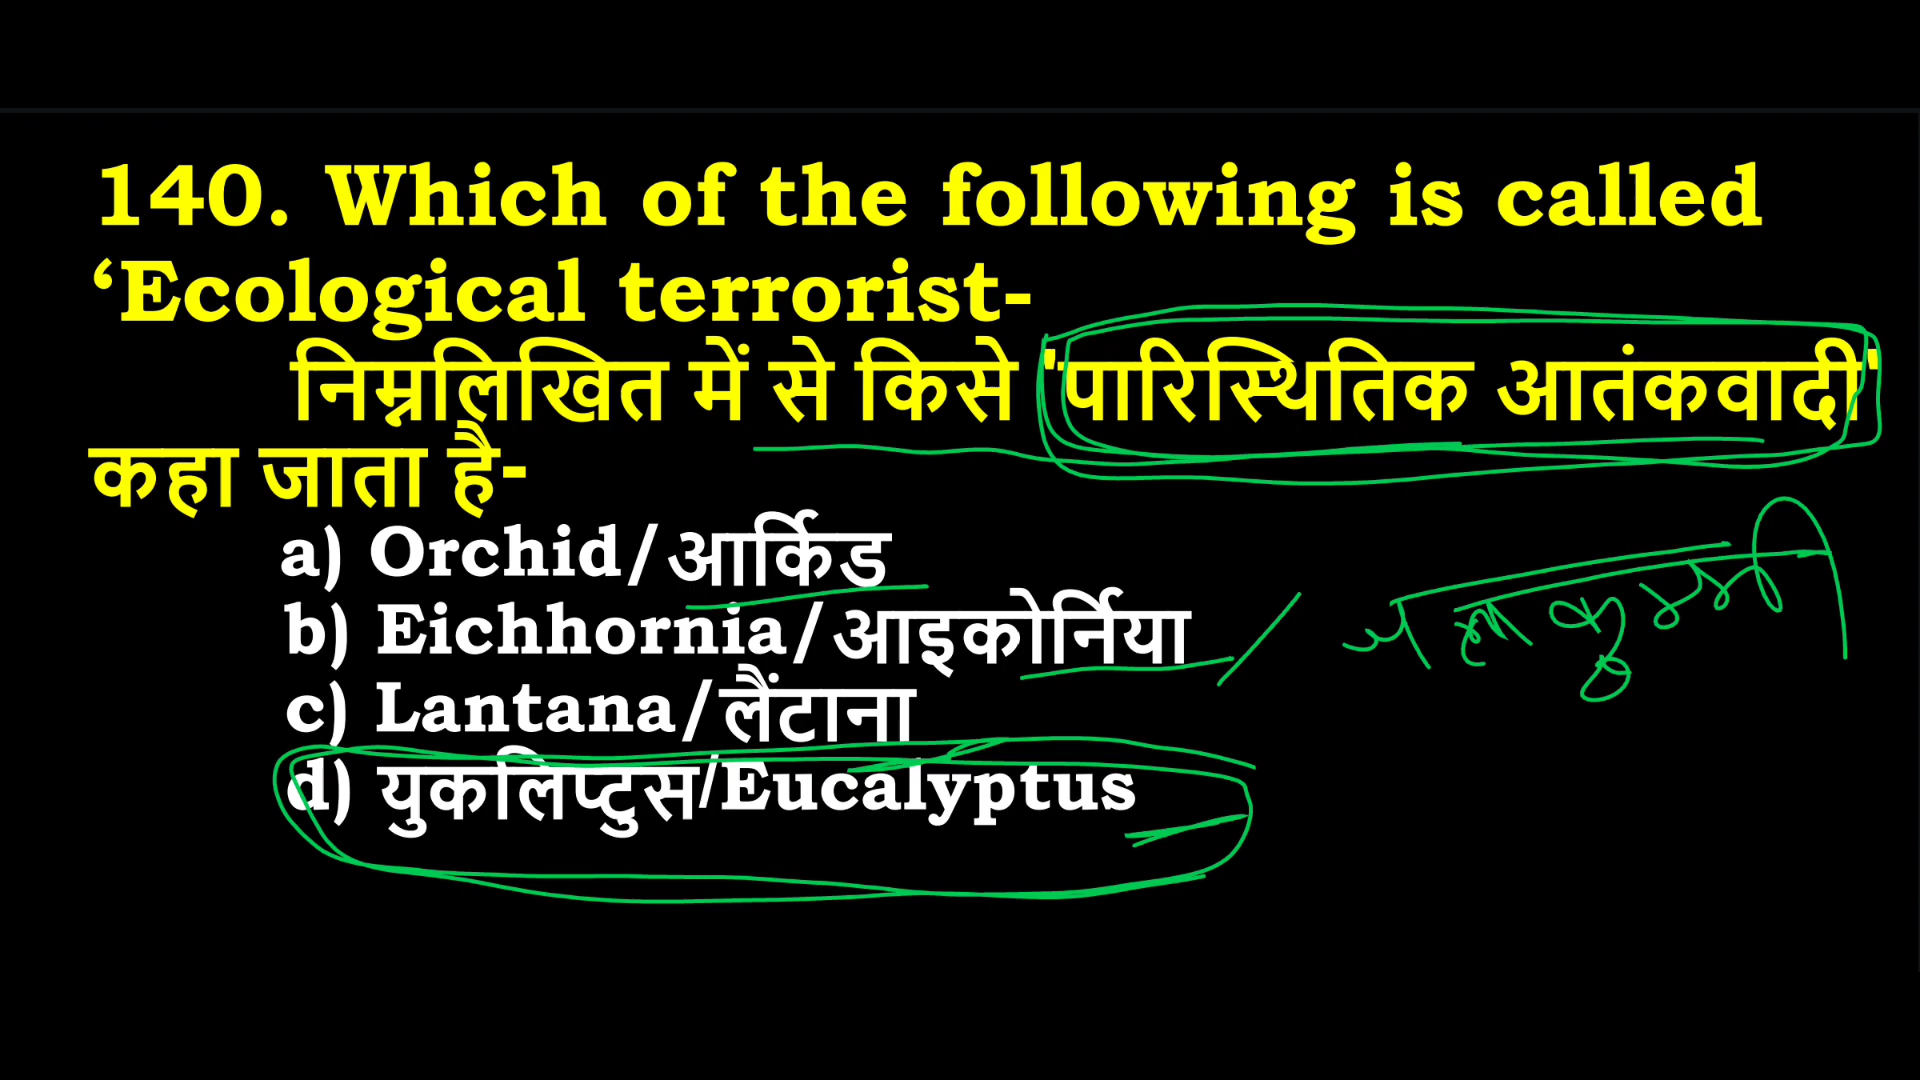 140. Which of the following is called
‘Ecological terrorist-
निम्नलिखित में से किसे "पारिस्थितिक आतंकवादी"
कहा जाता है-
a) Orchid/आर्किड
b) Eichhornia/आइकोर्निया
जलकुम्भी
c) Lantana/लैंटाना
d) युकलिप्टुस/Eucalyptus